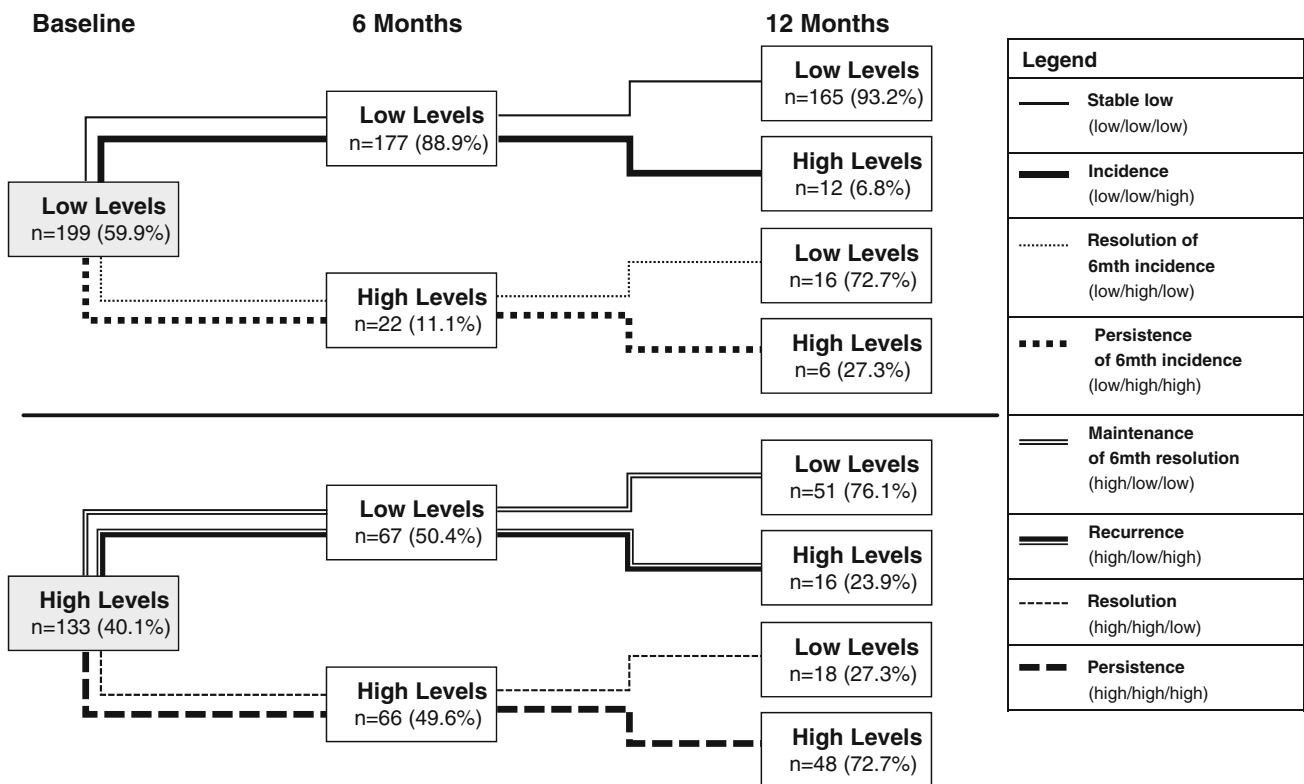 Baseline
6 Months
12 Months
Low Levels
n=199 (59.9%)
Low Levels
n=177 (88.9%)
High Levels
n=22 (11.1%)
Low Levels
n=165 (93.2%)
High Levels
n=12 (6.8%)
Low Levels
n=16 (72.7%)
High Levels
n=6 (27.3%)
High Levels
n=133 (40.1%)
Low Levels
n=67 (50.4%)
High Levels
n=66 (49.6%)
Low Levels
n=51 (76.1%)
High Levels
n=16 (23.9%)
Low Levels
n=18 (27.3%)
High Levels
n=48 (72.7%)
Legend
Stable low
(low/low/low)
Incidence
(low/low/high)
Resolution of
6mth incidence
(low/high/low)
Persistence
of 6mth incidence
(low/high/high)
Maintenance
of 6mth resolution
(high/low/low)
Recurrence
(high/low/high)
Resolution
(high/high/low)
Persistence
(high/high/high)